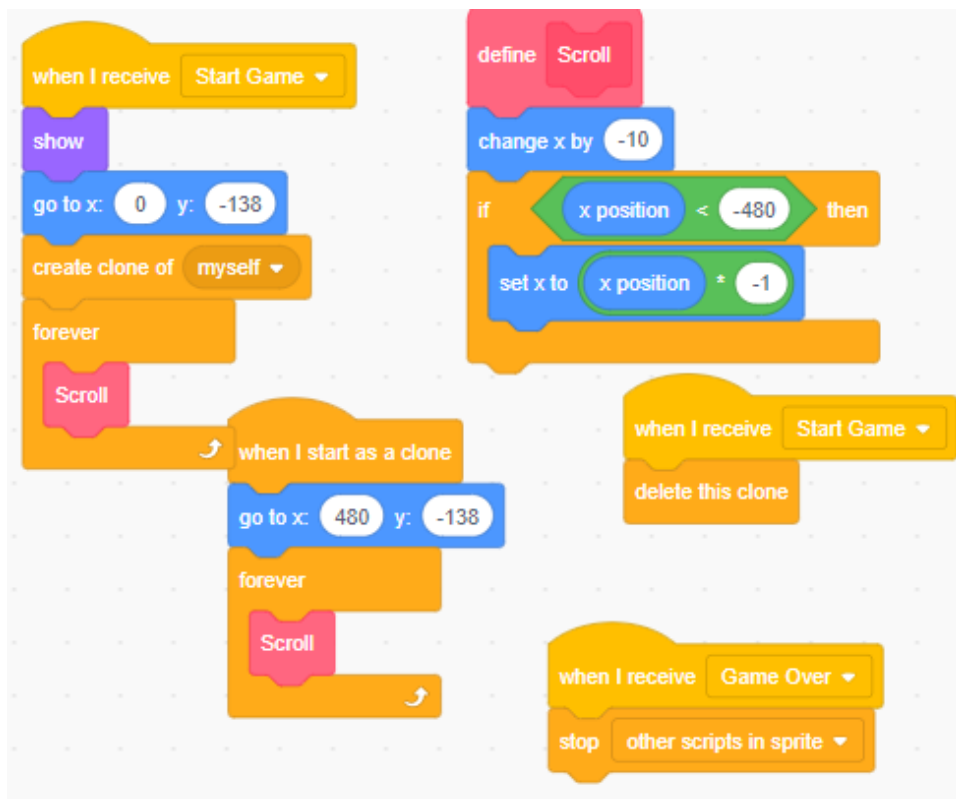 when I receive Start Game
show
go to x: 0 y: -138
create clone of myself
forever
Scroll
when I start as a clone
go to x: 480 y: -138
forever
Scroll
define Scroll
change x by -10
if x position < -480 then
set x to x position * -1
when I receive Start Game
delete this clone
when I receive Game Over
stop other scripts in sprite